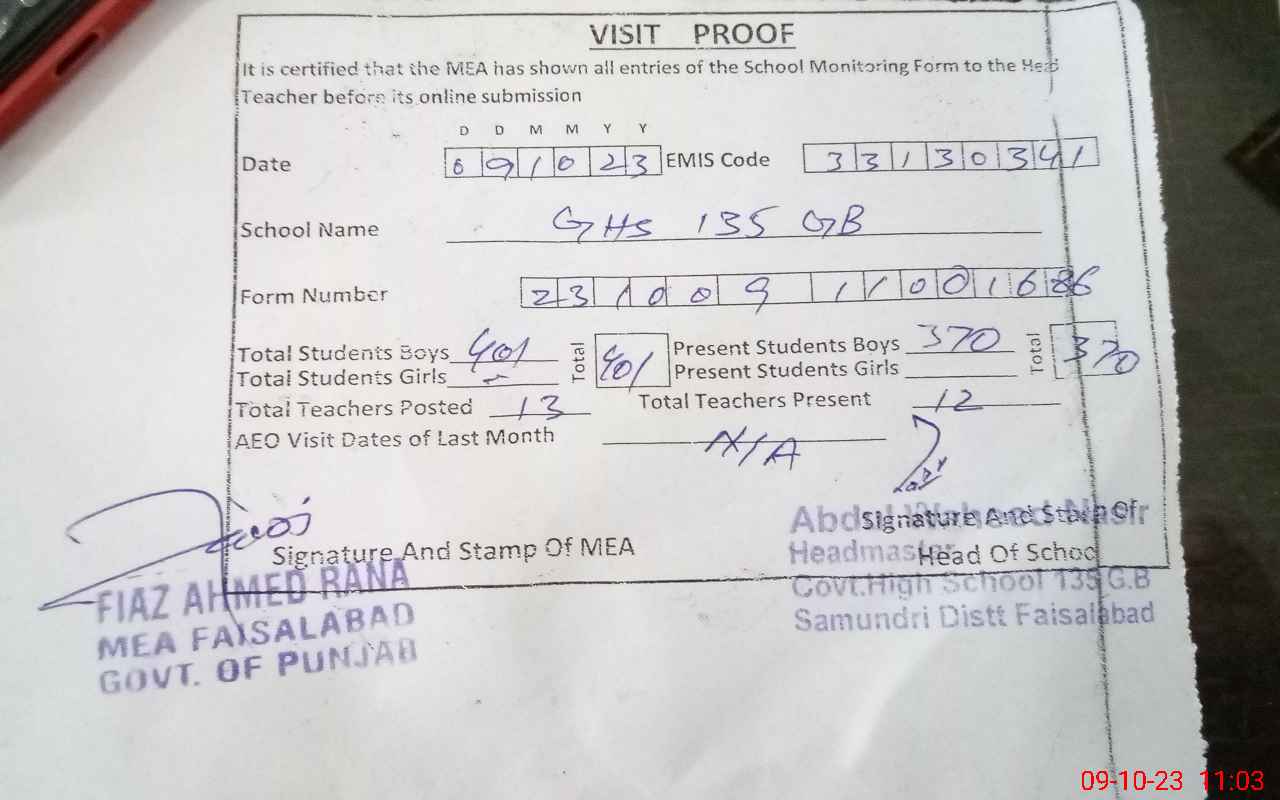 VISIT PROOF
It is certified that the MEA has shown all entries of the School Monitoring Form to the Head
Teacher before its online submission
D D M M Y Y
Date 091023 EMIS Code 33130341
School Name GHS 135 GB
Form Number 231009110016
Total Students Boys 401 Total 401 Present Students Boys 370 Total 370
Total Students Girls - Present Students Girls
Total Teachers Posted 13 Total Teachers Present 12
AEO Visit Dates of Last Month N/A
Signature And Stamp Of MEA
FIAZ AHMED RANA
MEA FAISALABAD
GOVT. OF PUNJAB
Signature And Stamp Of
Head Of School
Headmaster
Govt.High School 135 G.B
Samundri Distt Faisalabad
09-10-23 11:03